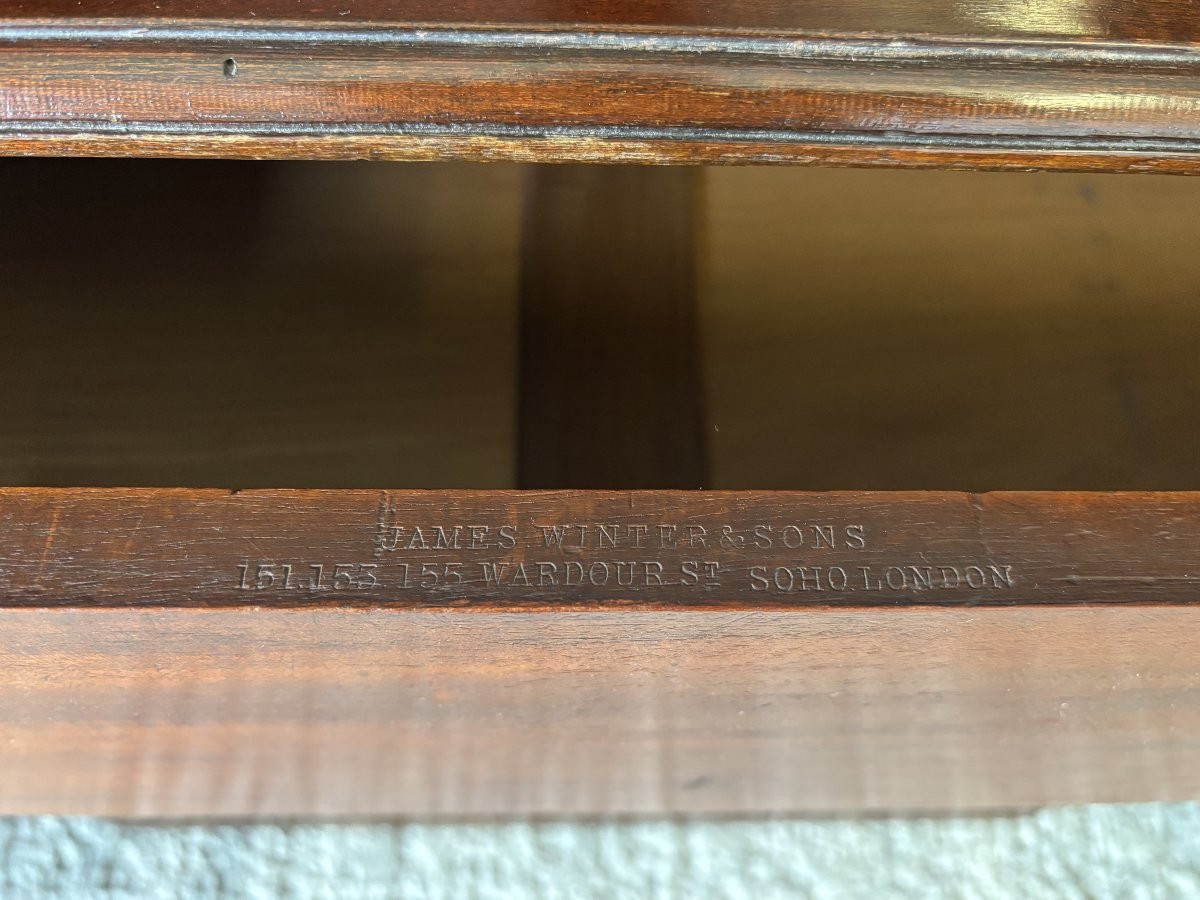 JAMES WINTER & SONS
151.153 155 WARDOUR ST SOHO.LONDON